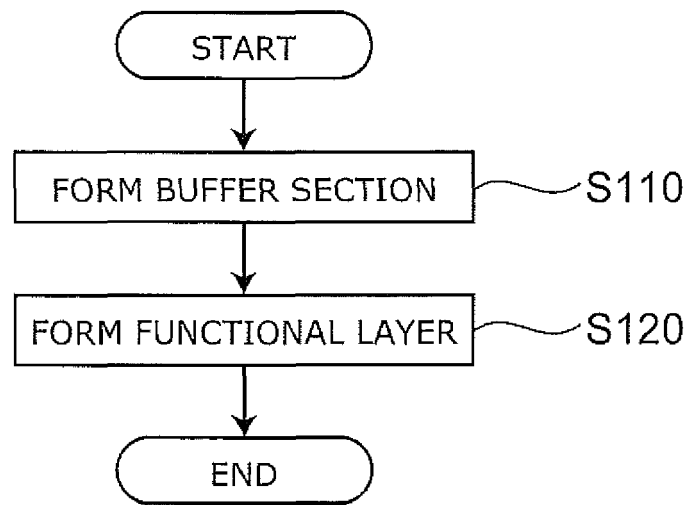 START
FORM BUFFER SECTION
S110
FORM FUNCTIONAL LAYER
S120
END